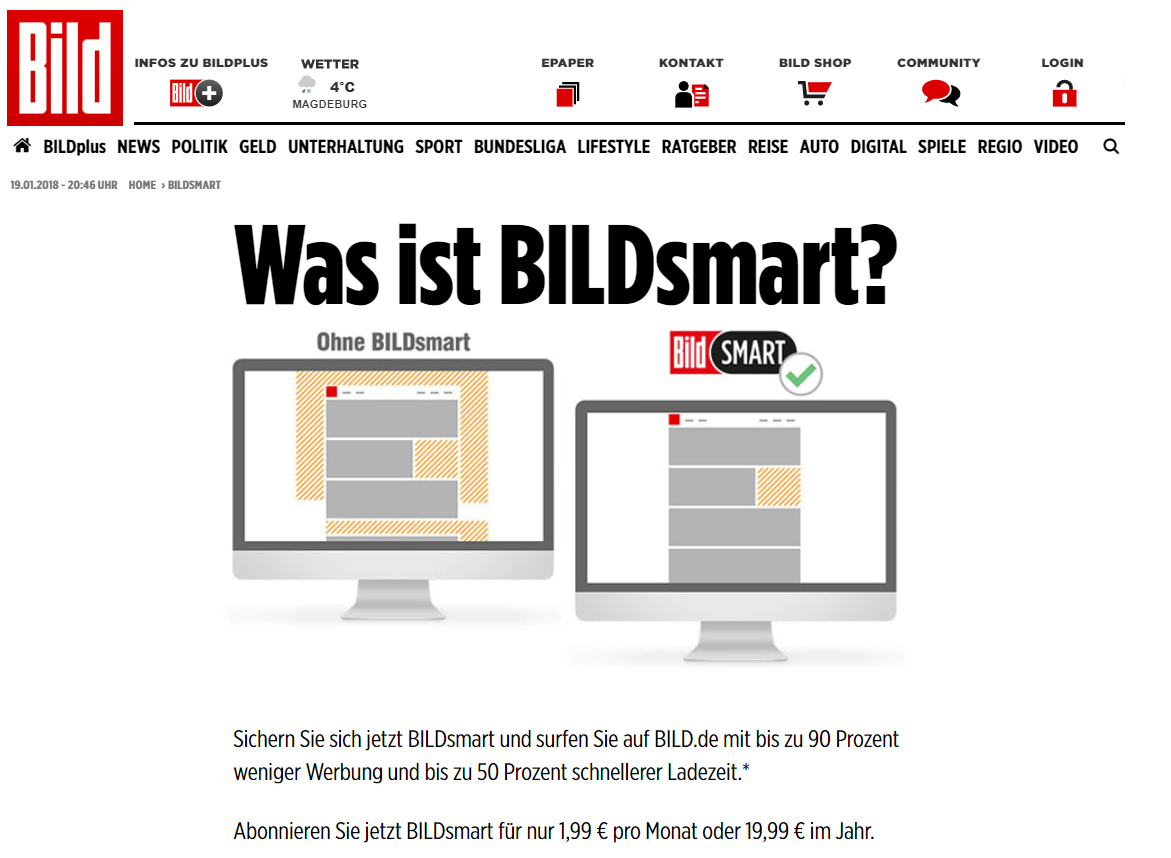 Bild
INFOS ZU BILDPLUS
Bild +
WETTER
4°C
MAGDEBURG
EPAPER
KONTAKT
BILD SHOP
COMMUNITY
LOGIN
BILDplus NEWS POLITIK GELD UNTERHALTUNG SPORT BUNDESLIGA LIFESTYLE RATGEBER REISE AUTO DIGITAL SPIELE REGIO VIDEO
19.01.2018 - 20:46 UHR HOME › BILDSMART
Was ist BILDsmart?
Ohne BILDsmart
Bild SMART
Sichern Sie sich jetzt BILDsmart und surfen Sie auf BILD.de mit bis zu 90 Prozent
weniger Werbung und bis zu 50 Prozent schnellerer Ladezeit.*
Abonnieren Sie jetzt BILDsmart für nur 1,99 € pro Monat oder 19,99 € im Jahr.